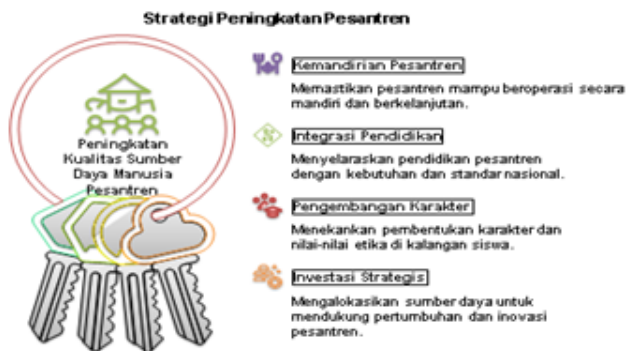 Strategi Peningkatan Pesantren
Peningkatan
Kualitas Sumber
Daya Manusia
Pesantren
Kemandirian Pesantren
Memastikan pesantren mampu beroperasi secara
mandiri dan berkelanjutan.
Integrasi Pendidikan
Menyelaraskan pendidikan pesantren
dengan kebutuhan dan standar nasional.
Pengembangan Karakter
Menekankan pembentukan karakter dan
nilai-nilai etika di kalangan siswa.
Investasi Strategis
Mengalokasikan sumber daya untuk
mendukung pertumbuhan dan inovasi
pesantren.